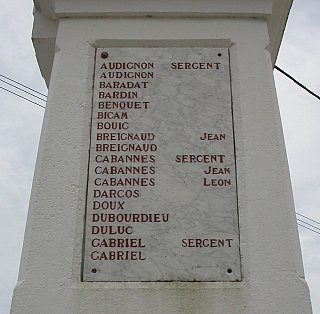 AUDIGNON SERGENT
AUDIGNON
BARADAT
BARDIN
BENQUET
BICAM
BOUIC
BREIGNAUD JEAN
BREIGNAUD
CABANNES SERGENT
CABANNES JEAN
CABANNES LEON
DARCOS
DOUX
DUBOURDIEU
DULUC
GABRIEL SERGENT
GABRIEL